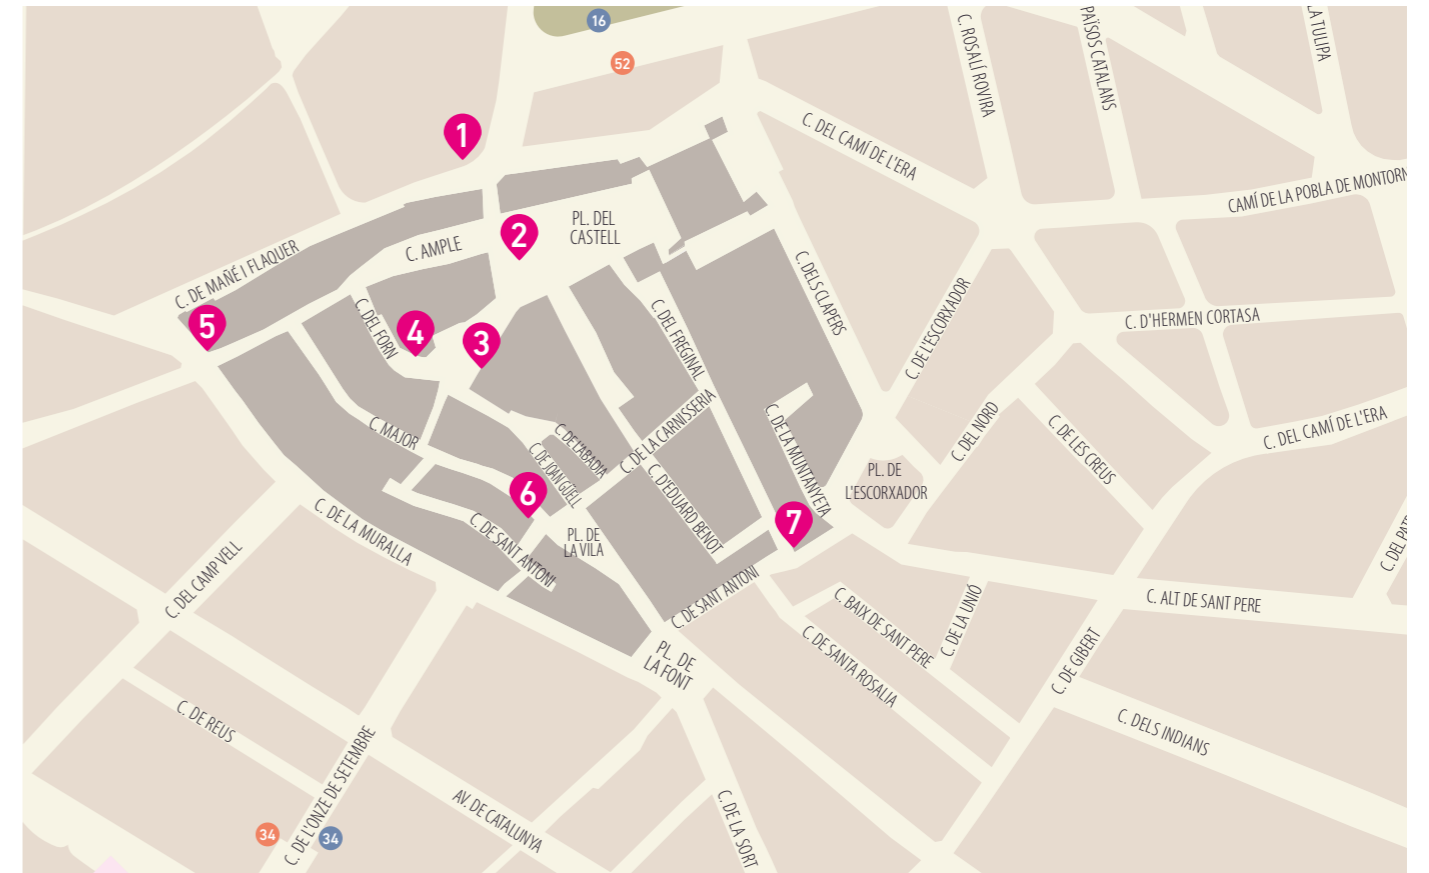 16
52
C. ROSALÍ ROVIRA
PAÏSOS CATALANS
LA TULIPA
1
C. DEL CAMÍ DE L'ERA
CAMÍ DE LA POBLA DE MONTORN
2
PL. DEL
CASTELL
C. AMPLE
C. DE MAÑÉ I FLAQUER
C. DELS CLAPERS
5
C. DEL FORN
4
3
C. DEL FREGINAL
C. DE L'ESCORXADOR
C. D'HERMEN CORTASA
C. MAJOR
C. DE L'ABADIA
C. DE JOAN GÜELL
C. DE LA CARNISSERIA
C. DE LA MUNTANYETA
C. DEL NORD
C. DE LES CREUS
C. DEL CAMÍ DE L'ERA
PL. DE
L'ESCORXADOR
6
C. D'EDUARD BENOT
7
C. DE LA MURALLA
C. DE SANT ANTONI
PL. DE
LA VILA
C. DEL CAMP VELL
C. DE SANT ANTONI
C. BAIX DE SANT PERE
C. DE LA UNIÓ
C. ALT DE SANT PERE
C. DEL PAT
C. DE SANTA ROSALIA
PL. DE
LA FONT
C. DE GIBERT
C. DELS INDIANS
C. DE REUS
C. DE L'ONZE DE SETEMBRE
AV. DE CATALUNYA
C. DE LA SORT
34
34